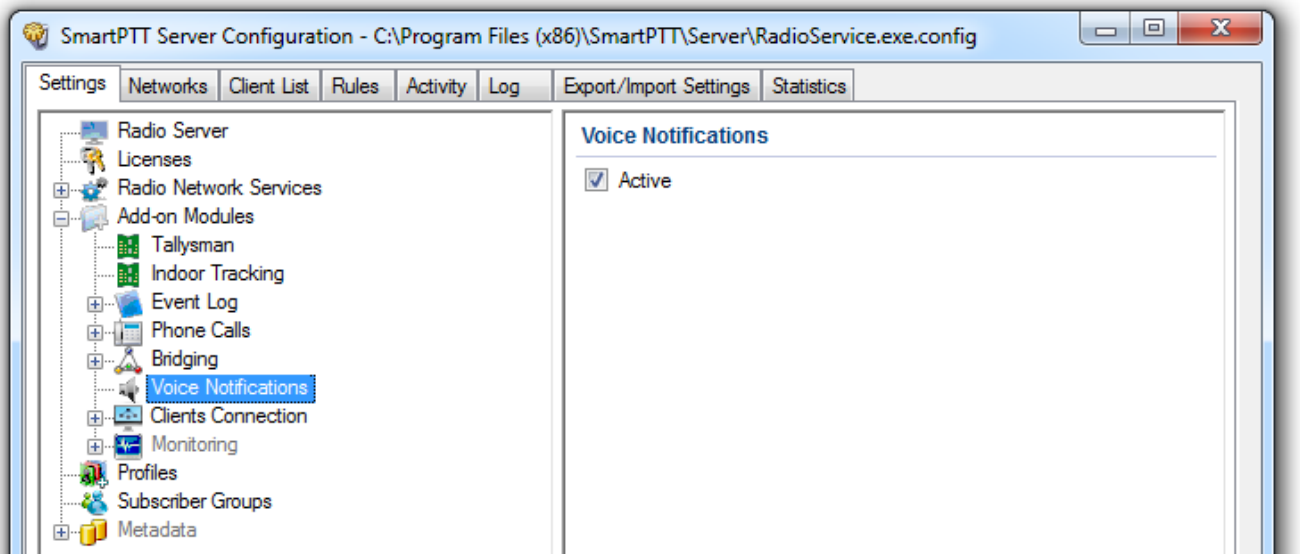 SmartPTT Server Configuration - C:\Program Files (x86)\SmartPTT\Server\RadioService.exe.config
Settings Networks Client List Rules Activity Log Export/Import Settings Statistics
Radio Server
Licenses
Radio Network Services
Add-on Modules
Tallysman
Indoor Tracking
Event Log
Phone Calls
Bridging
Voice Notifications
Clients Connection
Monitoring
Profiles
Subscriber Groups
Metadata
Voice Notifications
Active